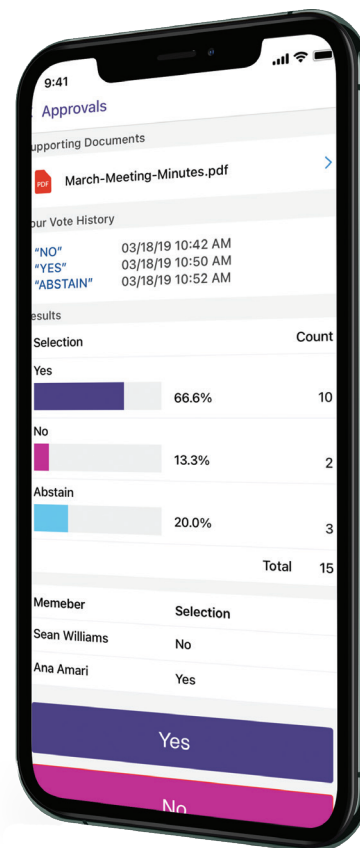 9:41
Approvals
upporting Documents
PDF
March-Meeting-Minutes.pdf
our Vote History
"NO" 03/18/19 10:42 AM
"YES" 03/18/19 10:50 AM
"ABSTAIN" 03/18/19 10:52 AM
esults
Selection Count
Yes
66.6% 10
No
13.3% 2
Abstain
20.0% 3
Total 15
Memeber Selection
Sean Williams No
Ana Amari Yes
Yes
No